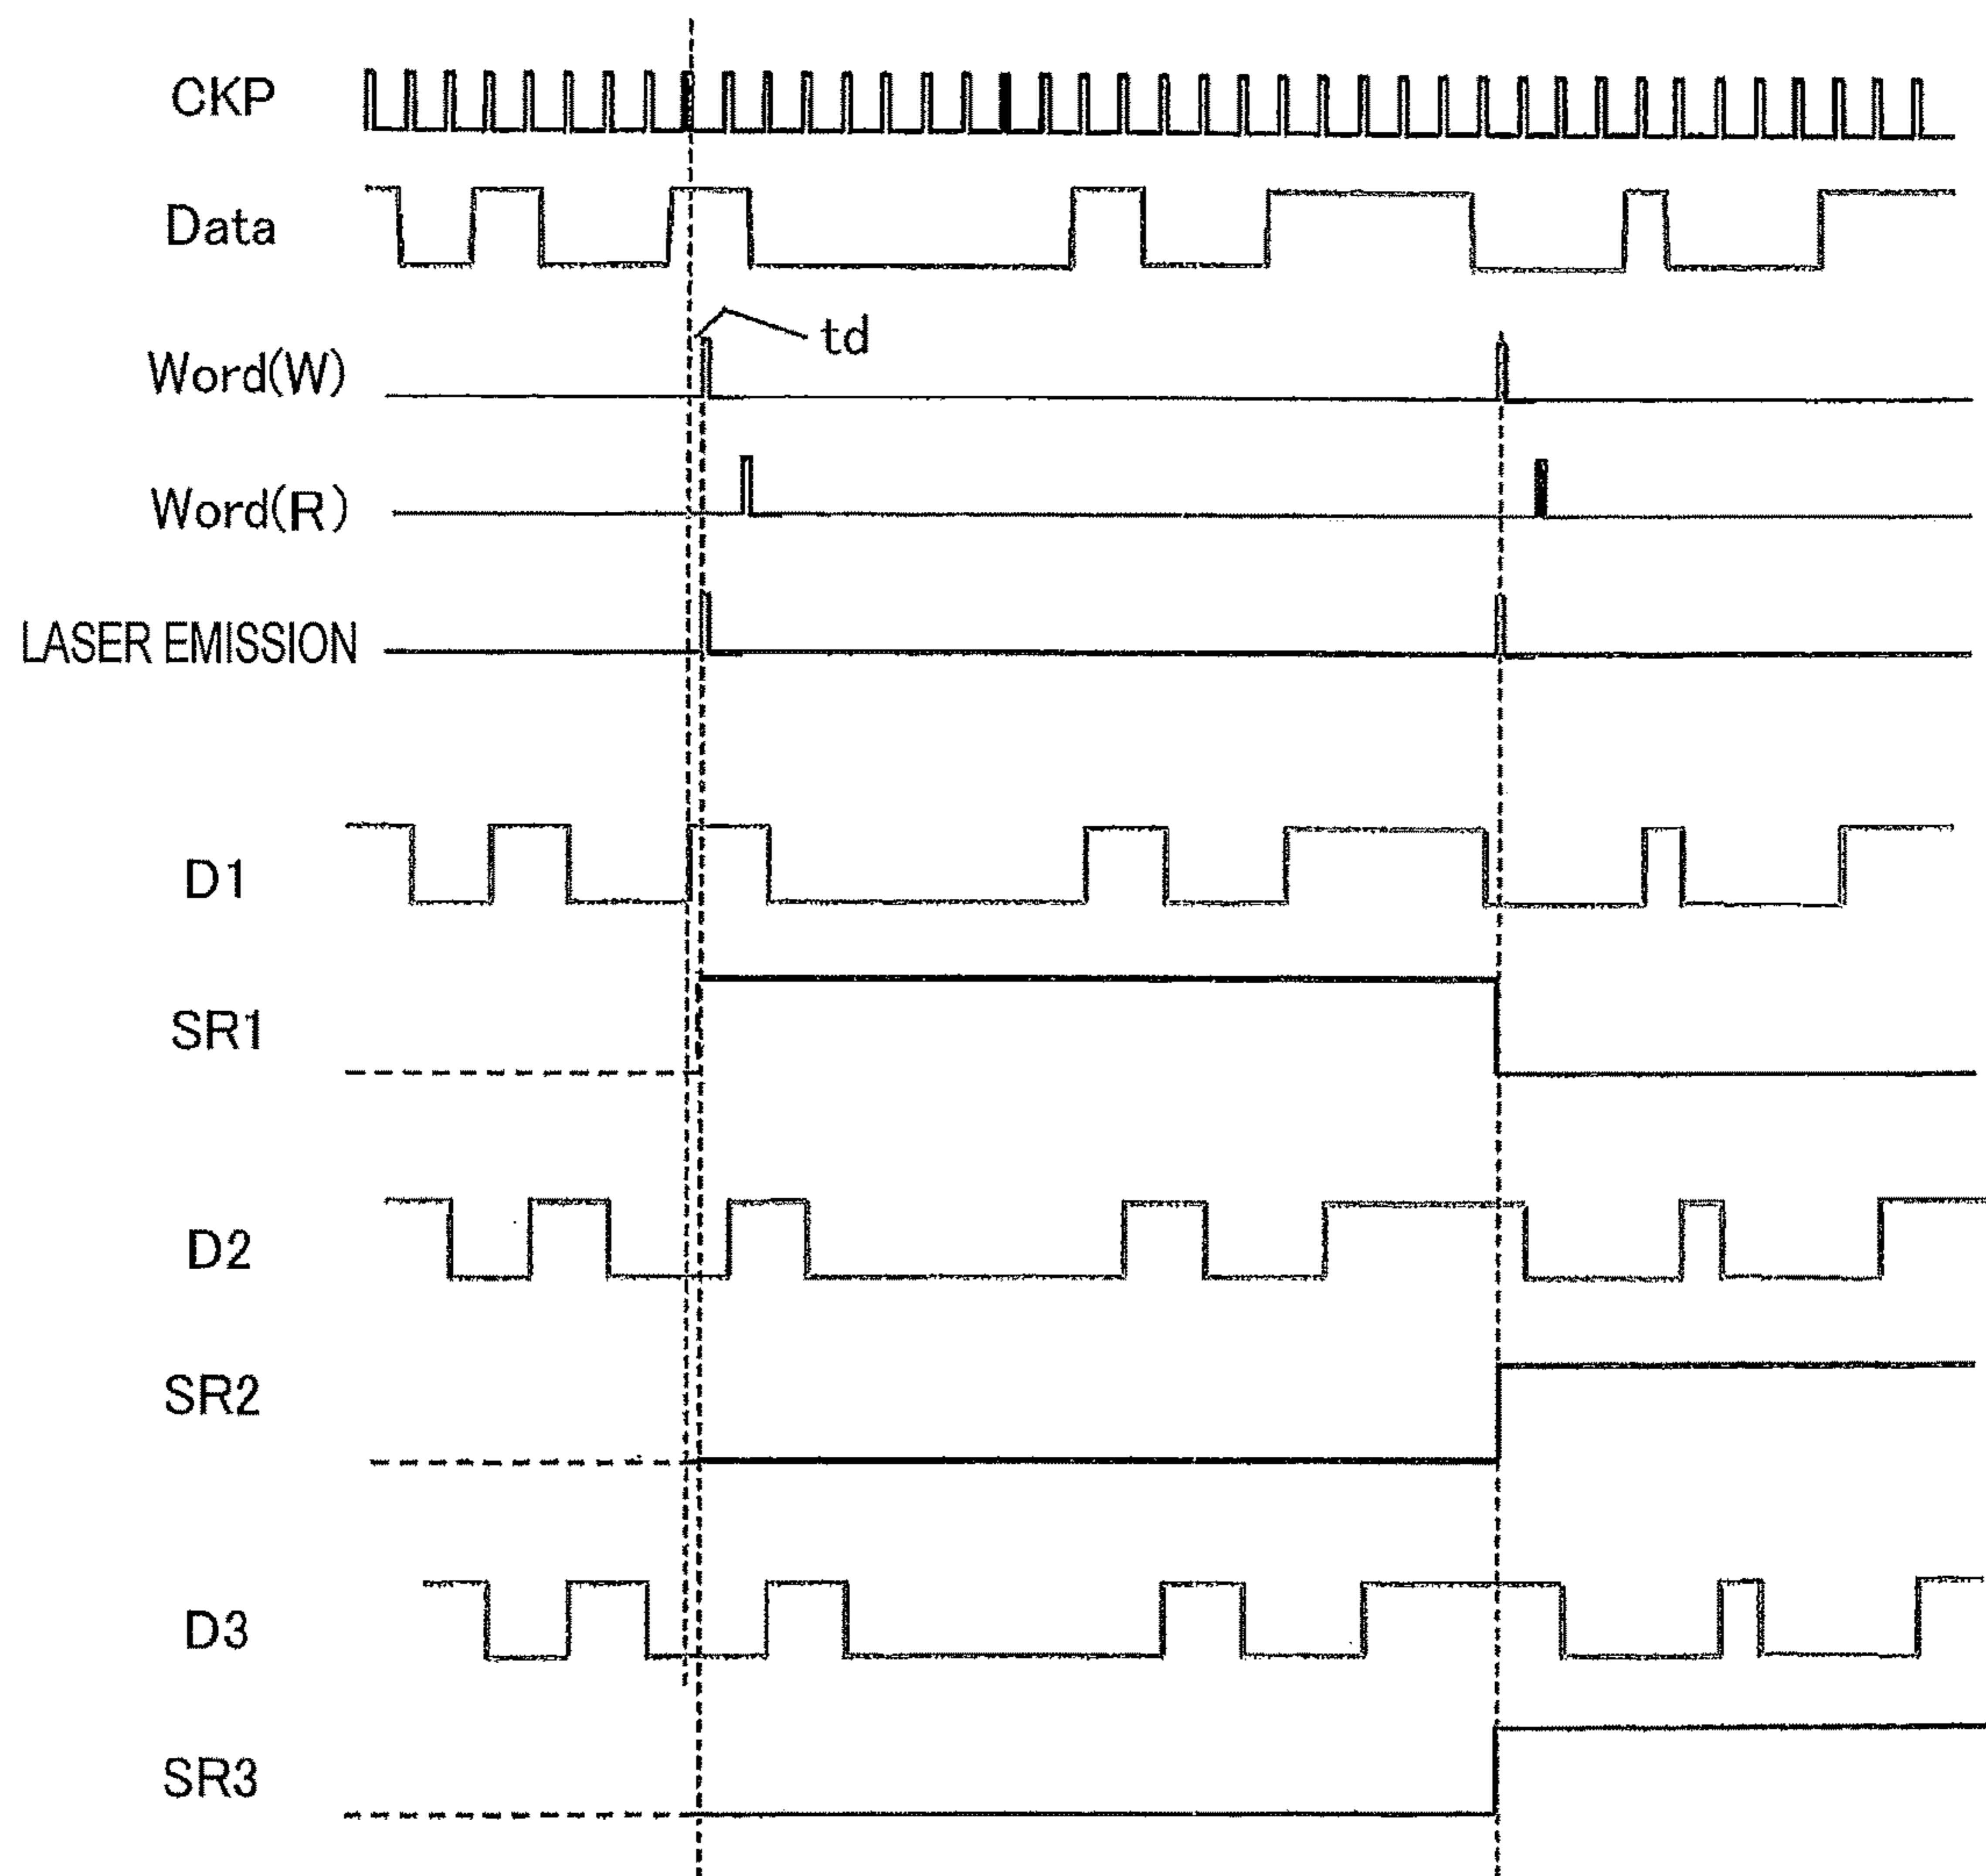 CKP
Data
td
Word(W)
Word(R)
LASER EMISSION
D1
SR1
D2
SR2
D3
SR3